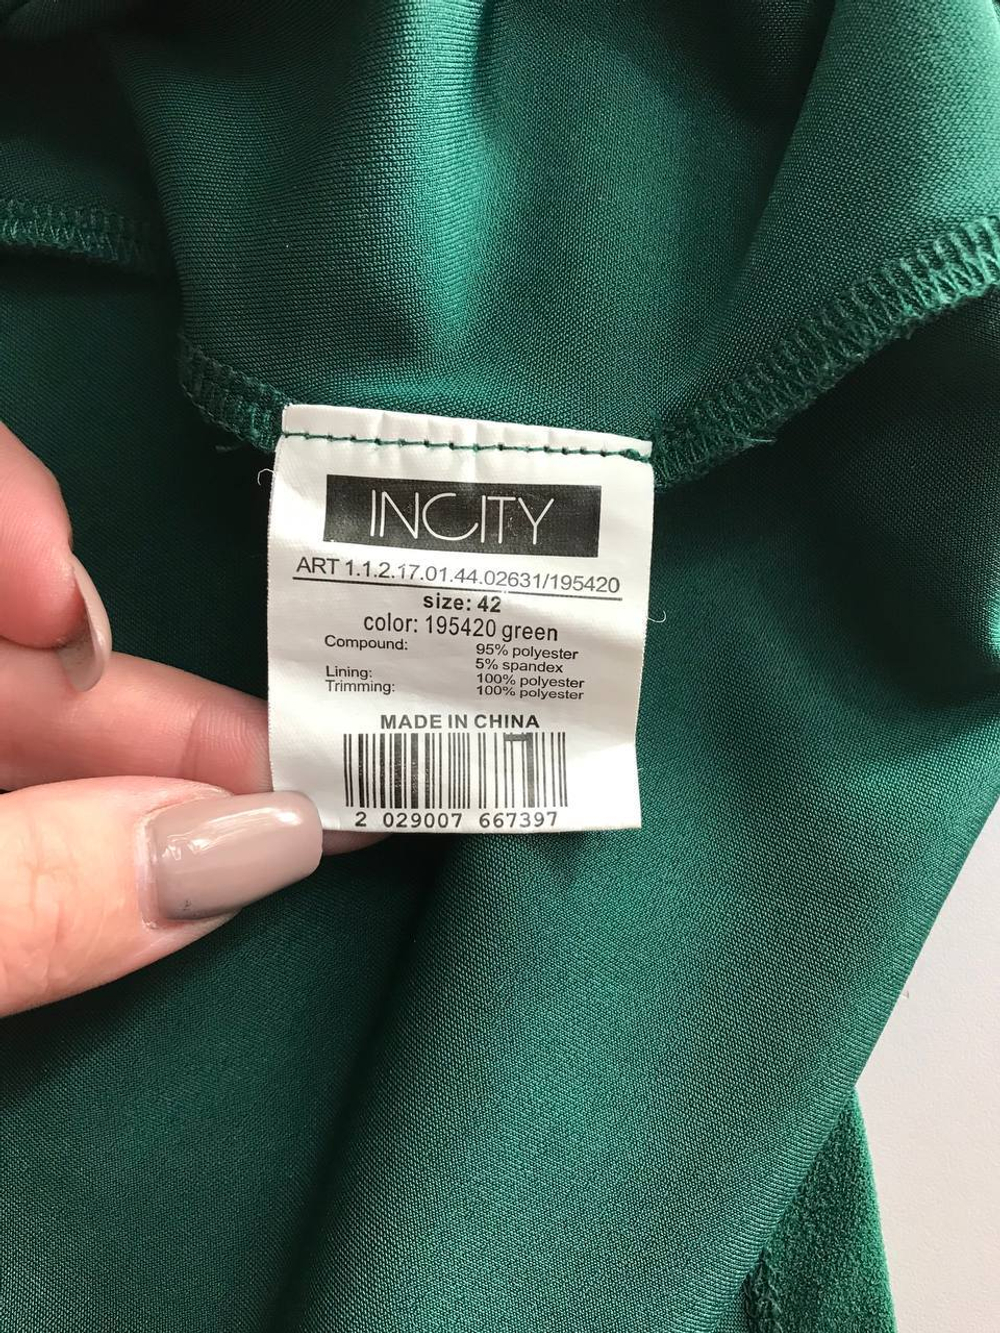 INCITY
ART 1.1.2.17.01.44.02631/195420
size: 42
color: 195420 green
Compound: 95% polyester
5% spandex
Lining: 100% polyester
Trimming: 100% polyester
MADE IN CHINA
2 029007 667397